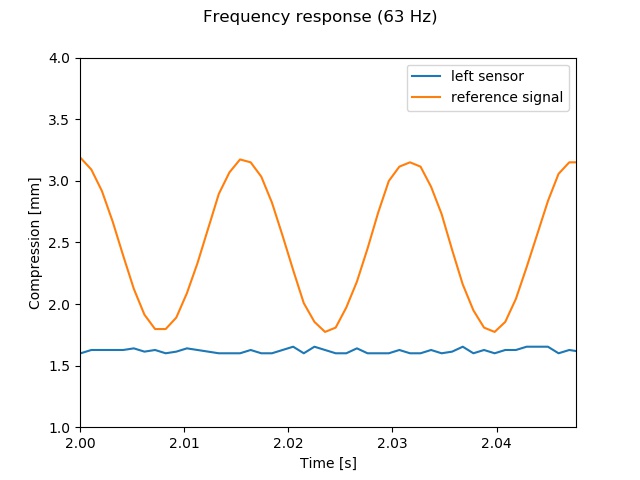 Frequency response (63 Hz)
left sensor
reference signal
4.0
3.5
3.0
2.5
2.0
1.5
1.0
Compression [mm]
2.00 2.01 2.02 2.03 2.04
Time [s]